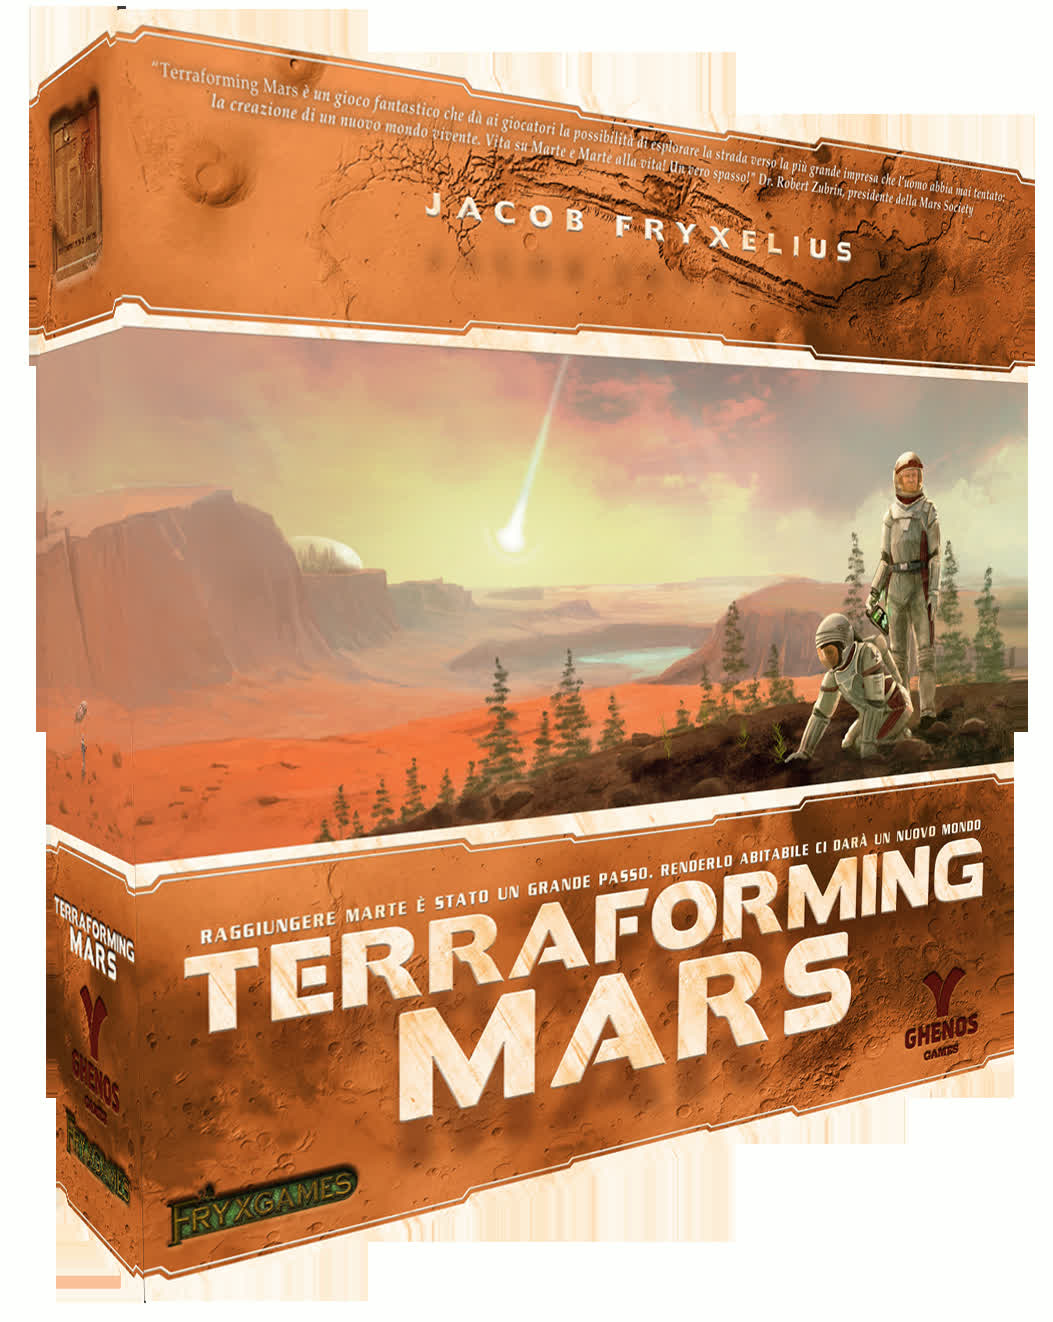 "Terraforming Mars è un gioco fantastico che dà ai giocatori la possibilità di esplorare la strada verso la più grande impresa che l'uomo abbia mai tentato:
la creazione di un nuovo mondo vivente. Vita su Marte e Marte alla vita! Un vero spasso!" Dr. Robert Zubrin, presidente della Mars Society
JACOB FRYXELIUS
RAGGIUNGERE MARTE È STATO UN GRANDE PASSO. RENDERLO ABITABILE CI DARÀ UN NUOVO MONDO
TERRAFORMING
MARS
GHENOS
GAMES
FRYXGAMES
TERRAFORMING
MARS
GHENOS
GAMES
FRYXGAMES